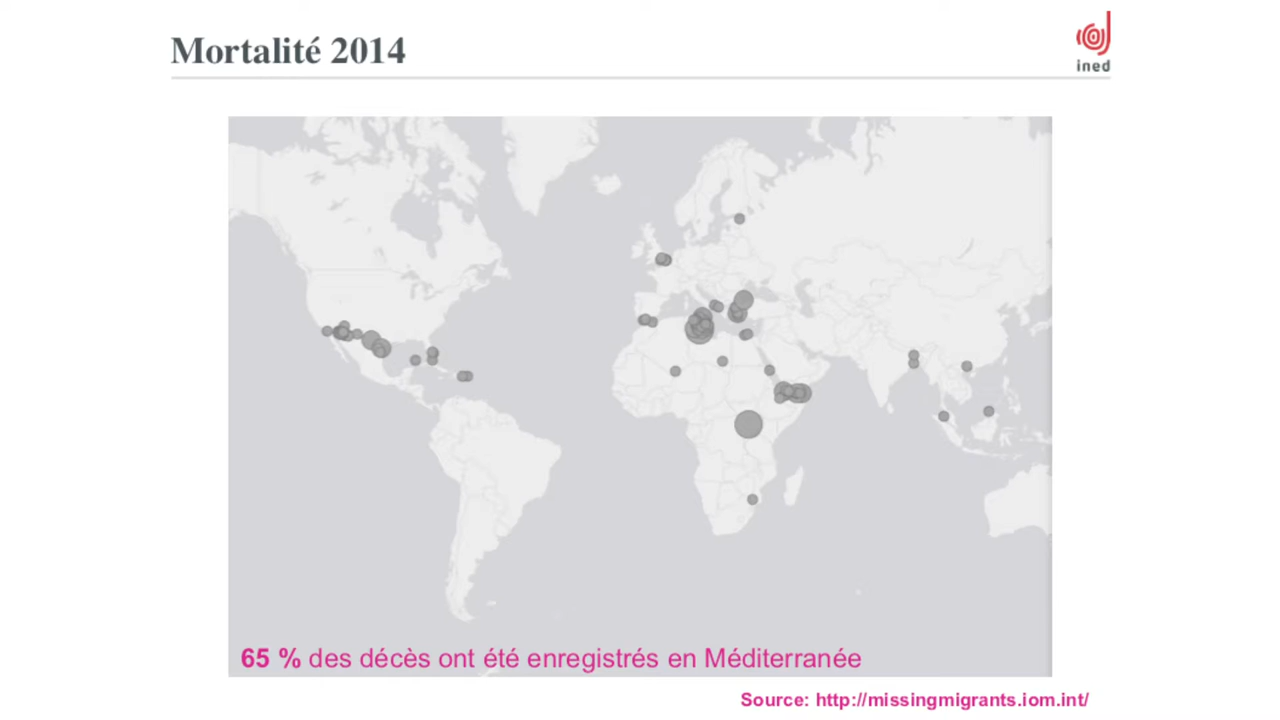 Mortalité 2014
ined
65 % des décès ont été enregistrés en Méditerranée
Source: http://missingmigrants.iom.int/